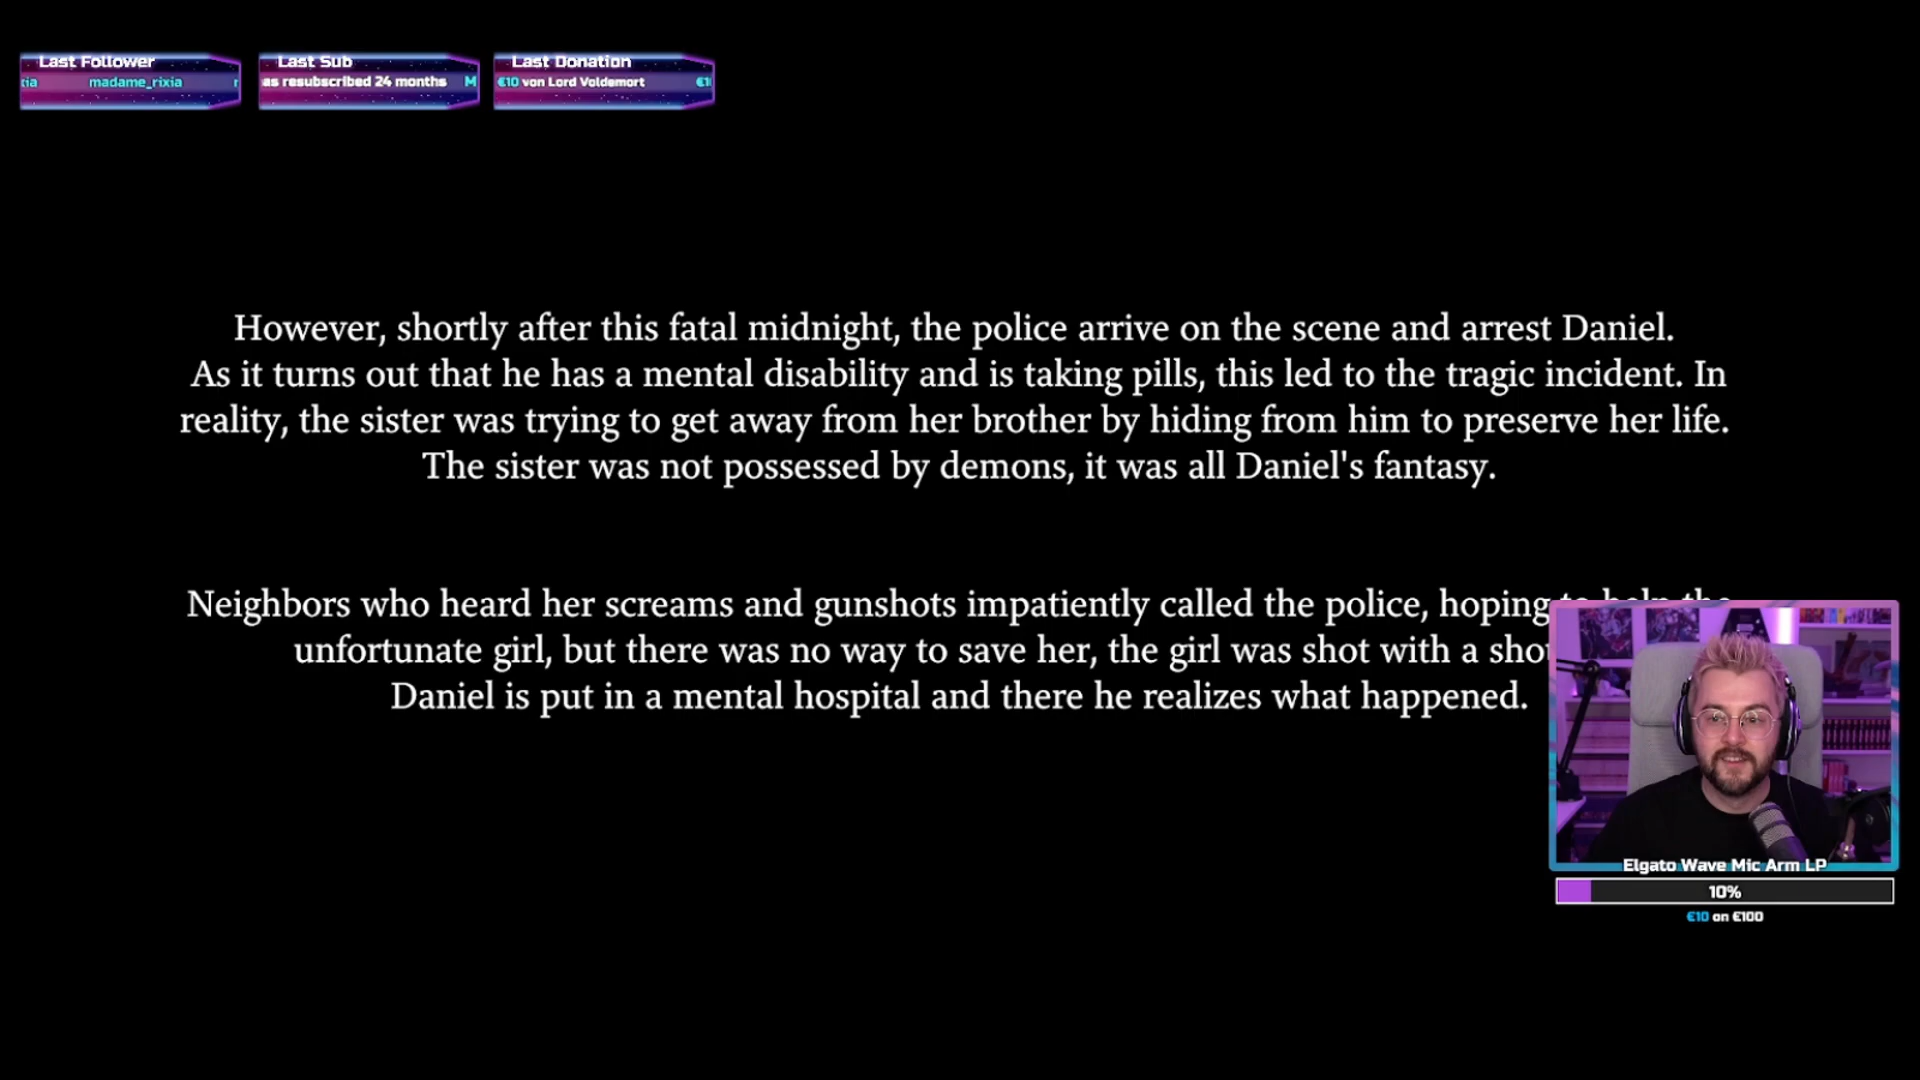 Last Follower
madame_rixia
Last Sub
as resubscribed 24 months M
Last Donation
€10 von Lord Voldemort
However, shortly after this fatal midnight, the police arrive on the scene and arrest Daniel.
As it turns out that he has a mental disability and is taking pills, this led to the tragic incident. In
reality, the sister was trying to get away from her brother by hiding from him to preserve her life.
The sister was not possessed by demons, it was all Daniel's fantasy.
Neighbors who heard her screams and gunshots impatiently called the police, hoping to help the
unfortunate girl, but there was no way to save her, the girl was shot with a
Daniel is put in a mental hospital and there he realizes what happened.
Elgato Wave Mic Arm LP
10%
€10 on €100